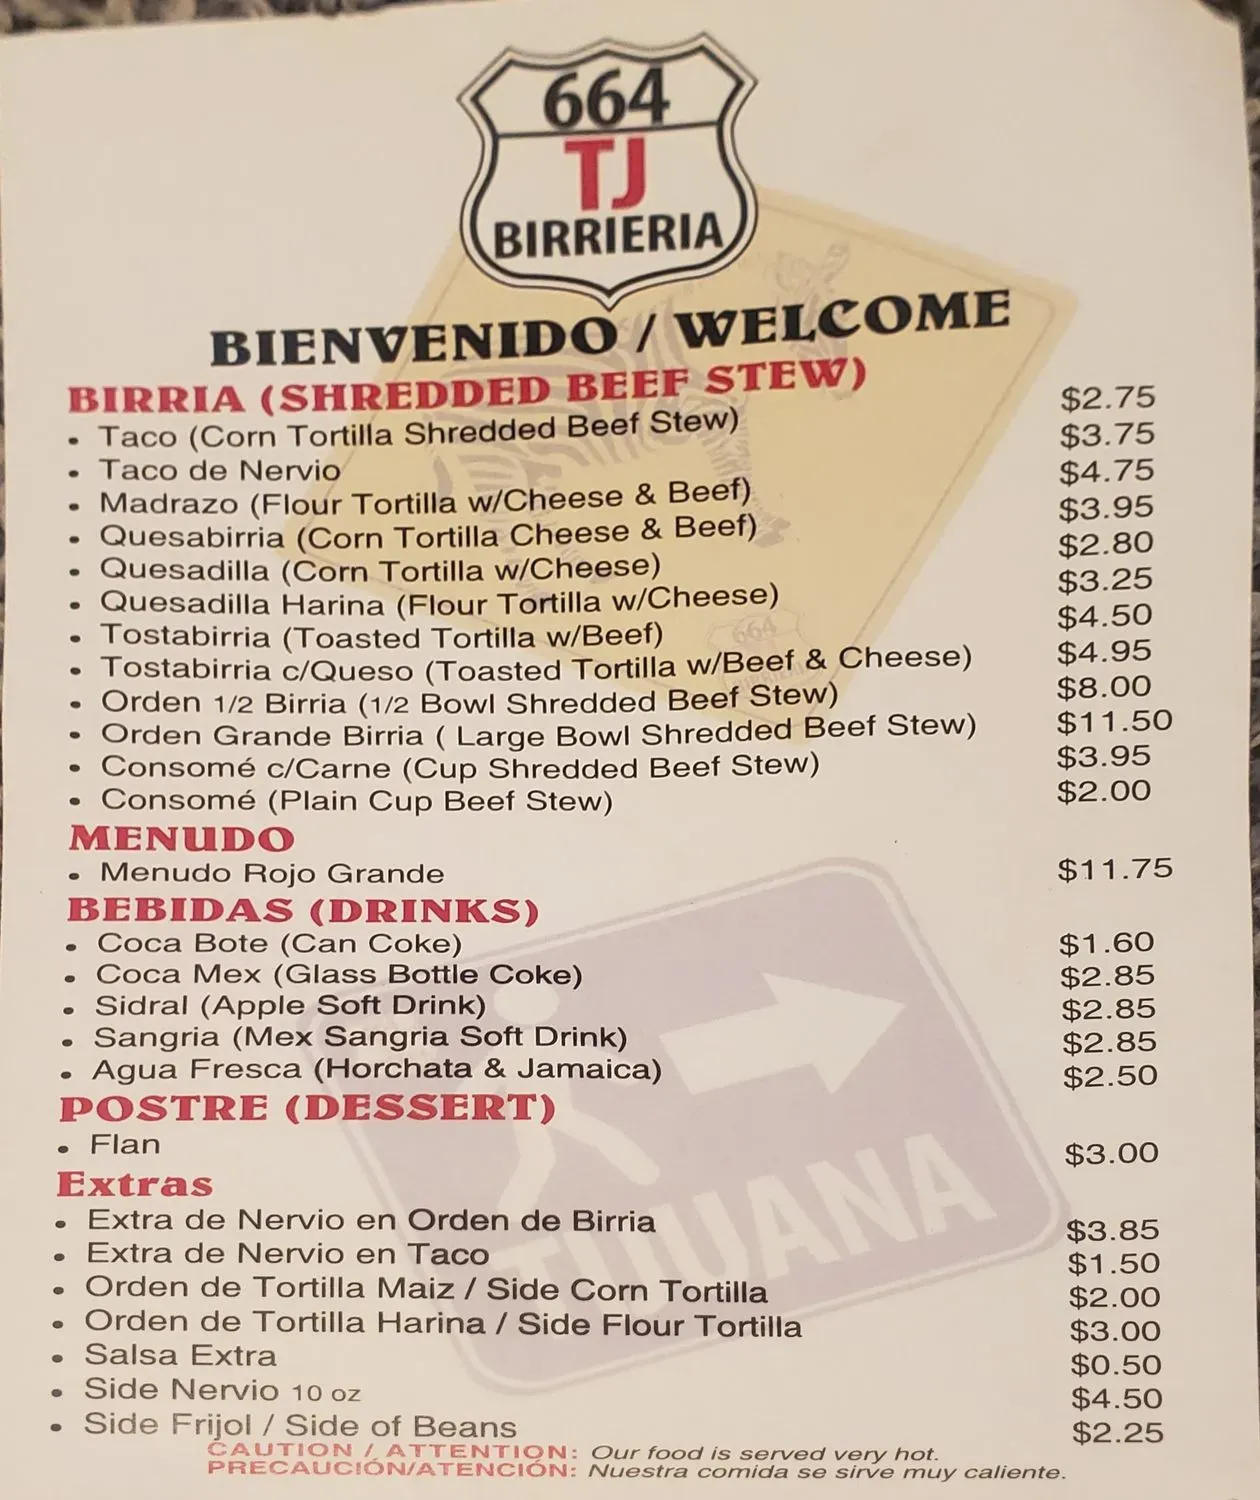 664
TJ
BIRRIERIA
BIENVENIDO / WELCOME
BIRRIA (SHREDDED BEEF STEW)
• Taco (Corn Tortilla Shredded Beef Stew) $2.75
• Taco de Nervio $3.75
• Madrazo (Flour Tortilla w/Cheese & Beef) $4.75
• Quesabirria (Corn Tortilla Cheese & Beef) $3.95
• Quesadilla (Corn Tortilla w/Cheese) $2.80
• Quesadilla Harina (Flour Tortilla w/Cheese) $3.25
• Tostabirria (Toasted Tortilla w/Beef) $4.50
• Tostabirria c/Queso (Toasted Tortilla w/Beef & Cheese) $4.95
• Orden 1/2 Birria (1/2 Bowl Shredded Beef Stew) $8.00
• Orden Grande Birria ( Large Bowl Shredded Beef Stew) $11.50
• Consomé c/Carne (Cup Shredded Beef Stew) $3.95
• Consomé (Plain Cup Beef Stew) $2.00
MENUDO
• Menudo Rojo Grande $11.75
BEBIDAS (DRINKS)
• Coca Bote (Can Coke) $1.60
• Coca Mex (Glass Bottle Coke) $2.85
• Sidral (Apple Soft Drink) $2.85
• Sangria (Mex Sangria Soft Drink) $2.85
• Agua Fresca (Horchata & Jamaica) $2.50
POSTRE (DESSERT)
• Flan $3.00
Extras
• Extra de Nervio en Orden de Birria $3.85
• Extra de Nervio en Taco $1.50
• Orden de Tortilla Maiz / Side Corn Tortilla $2.00
• Orden de Tortilla Harina / Side Flour Tortilla $3.00
• Salsa Extra $0.50
• Side Nervio 10 oz $4.50
• Side Frijol / Side of Beans $2.25
CAUTION / ATTENTION: Our food is served very hot.
PRECAUCIÓN/ATENCIÓN: Nuestra comida se sirve muy caliente.
664
TIJUANA